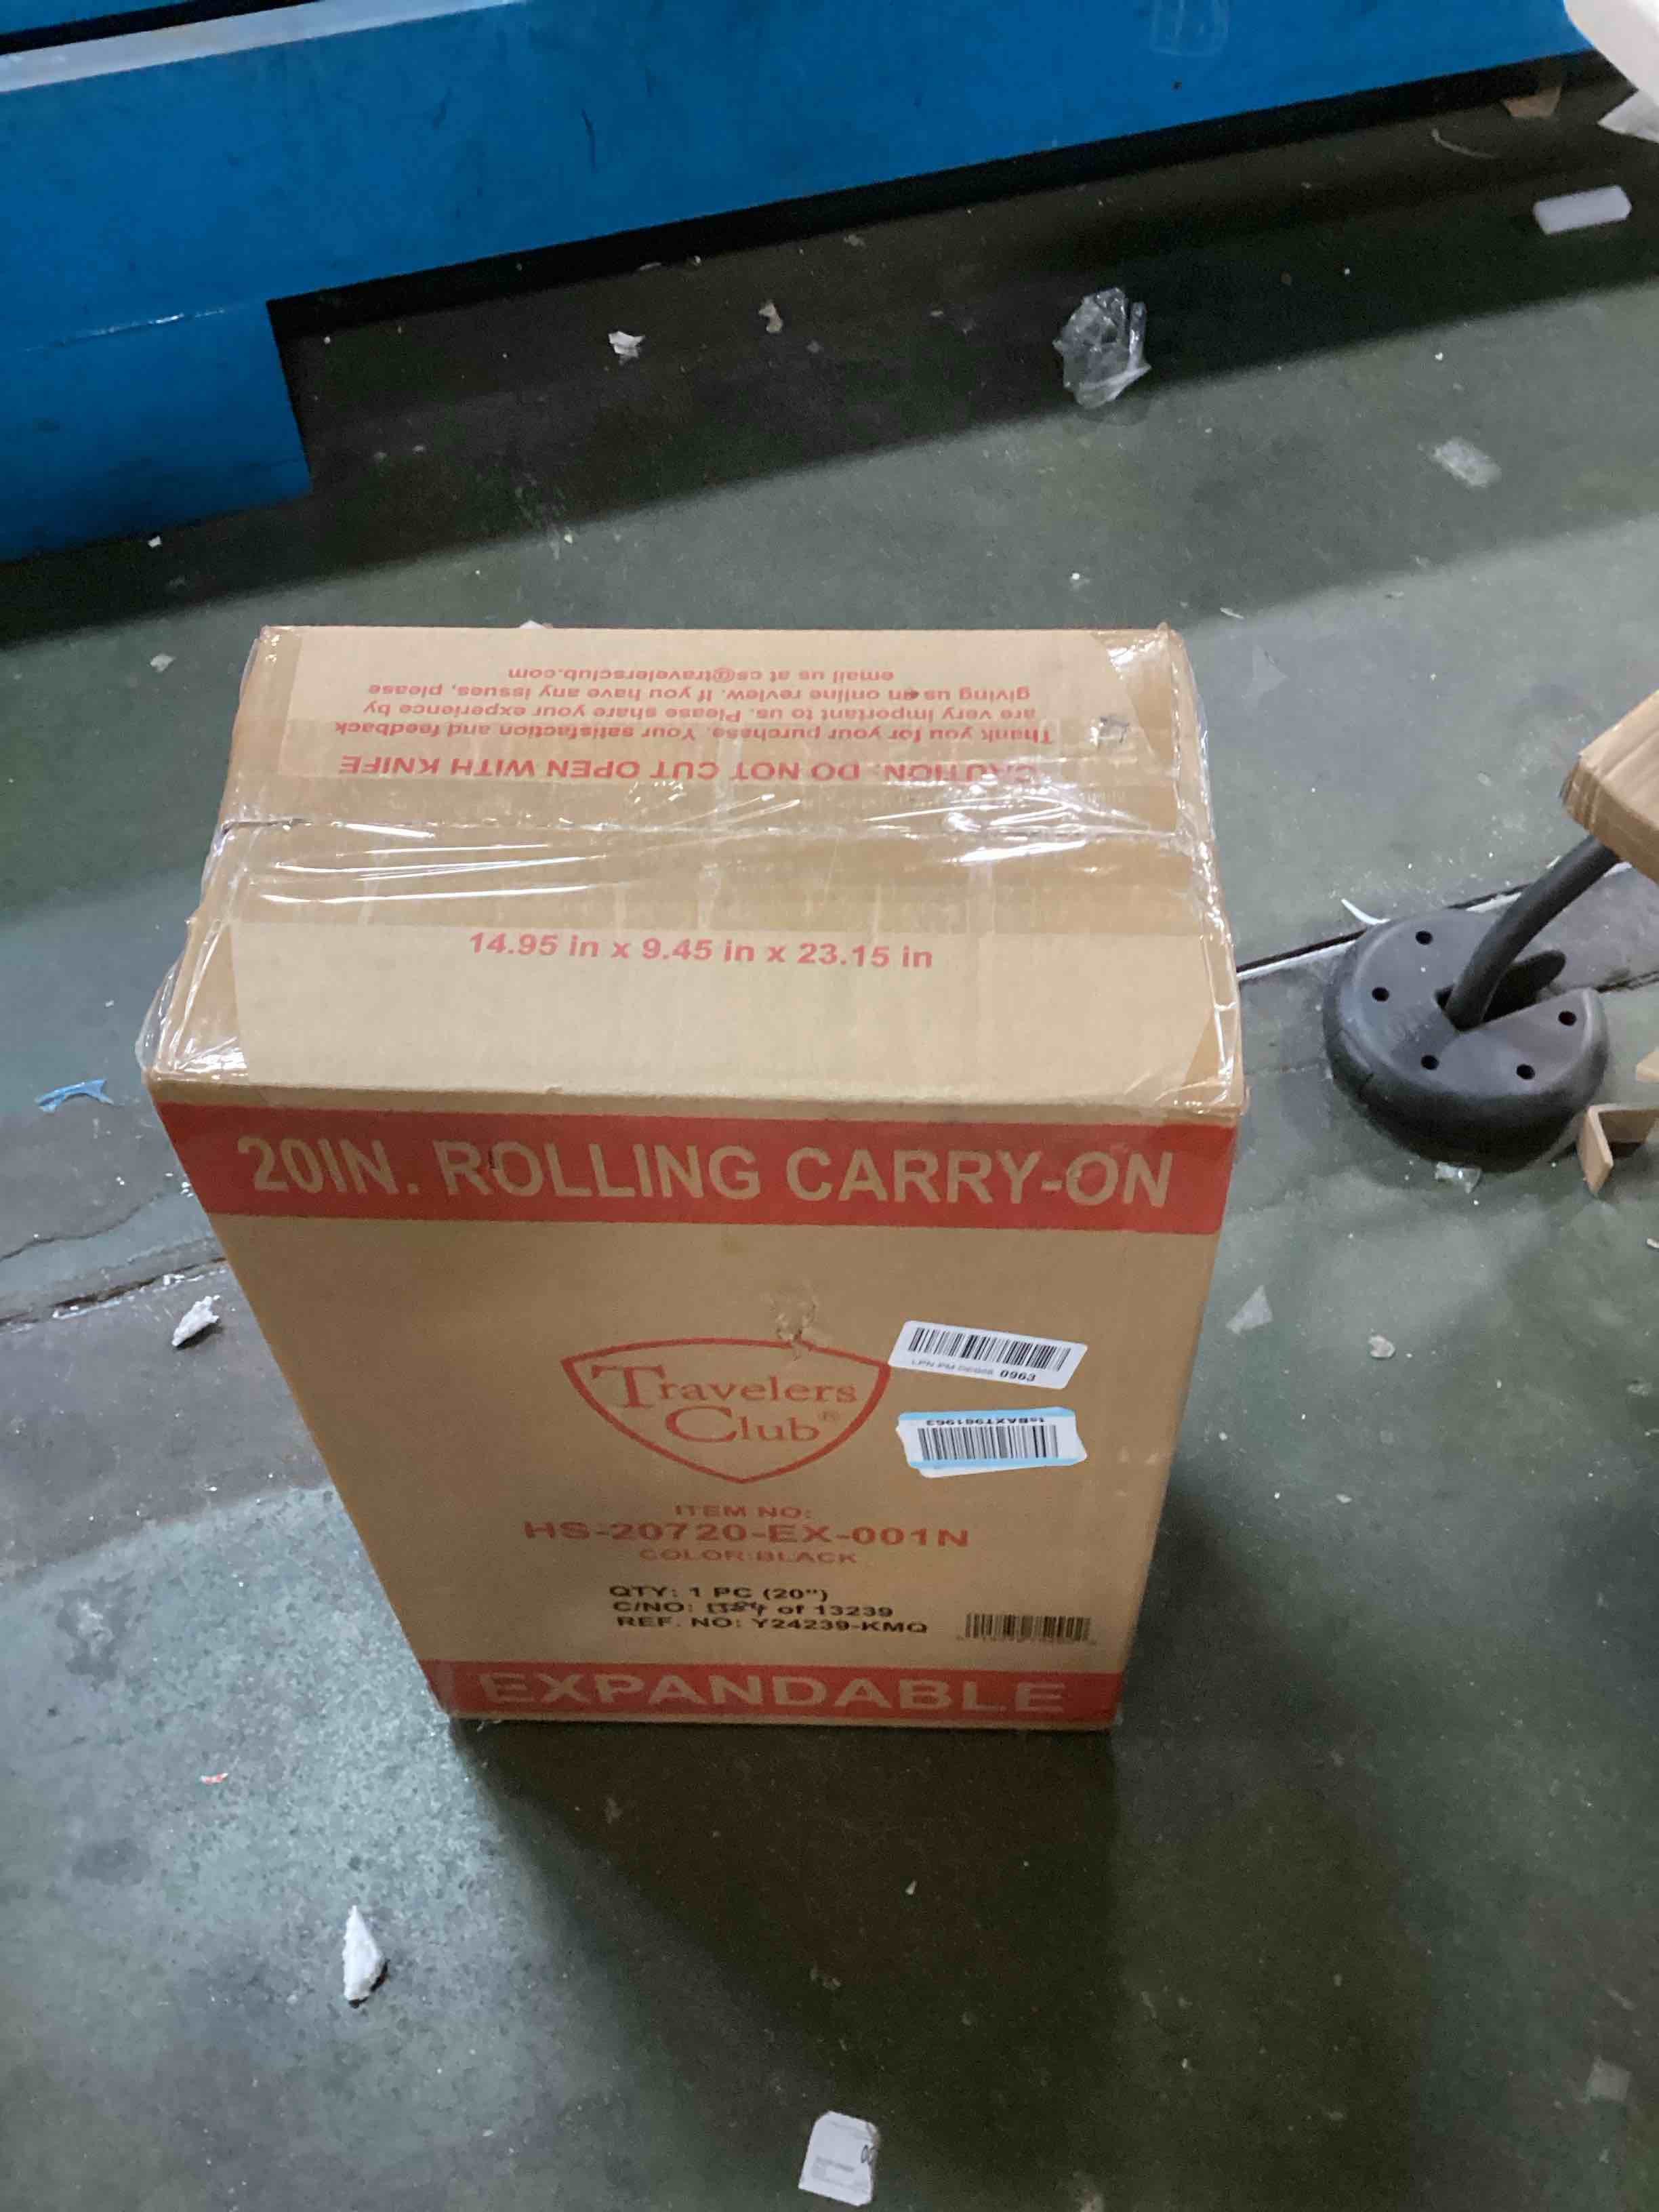 CAUTION: DO NOT CUT OPEN WITH KNIFE
Thank you for your purchase. Your satisfaction and feedback
are very important to us. Please share your experience by
giving us an online review. If you have any issues, please
email us at cs@travelersclub.com
14.95 in x 9.45 in x 23.15 in
20IN. ROLLING CARRY-ON
Travelers
Club®
0963
ITEM NO:
HS-20720-EX-001N
COLOR:BLACK
QTY: 1 PC (20")
C/NO: of 13239
REF. NO: Y24239-KMQ
EXPANDABLE